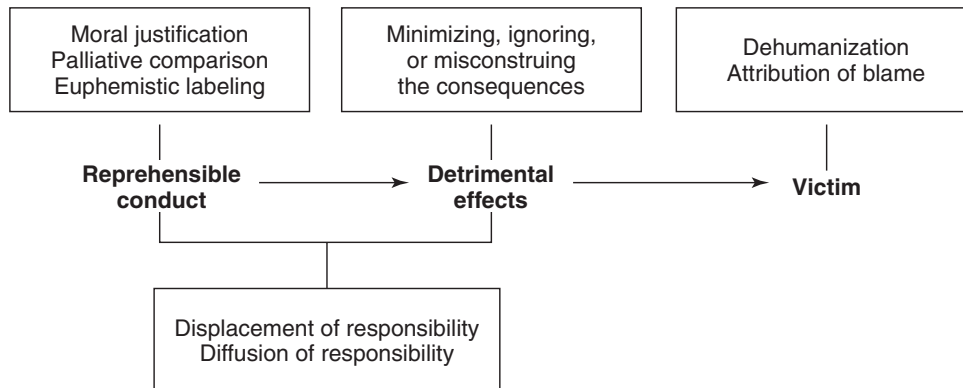 Moral justification
Palliative comparison
Euphemistic labeling
Minimizing, ignoring,
or misconstruing
the consequences
Dehumanization
Attribution of blame
Reprehensible
conduct
Detrimental
effects
Victim
Displacement of responsibility
Diffusion of responsibility